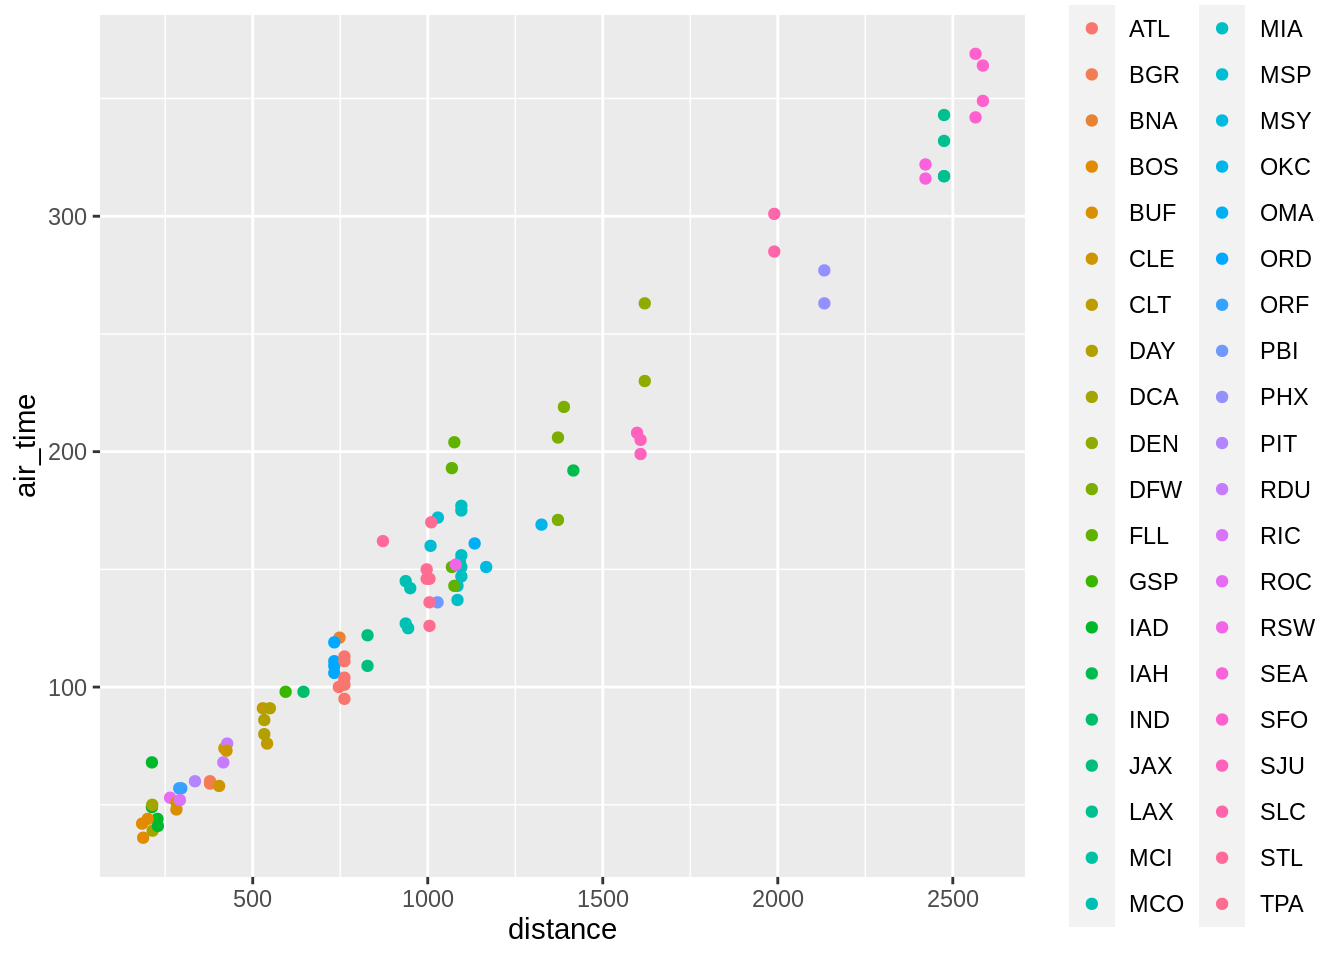 air_time
300
200
100
500 1000 1500 2000 2500
distance
ATL
BGR
BNA
BOS
BUF
CLE
CLT
DAY
DCA
DEN
DFW
FLL
GSP
IAD
IAH
IND
JAX
LAX
MCI
MCO
MIA
MSP
MSY
OKC
OMA
ORD
ORF
PBI
PHX
PIT
RDU
RIC
ROC
RSW
SEA
SFO
SJU
SLC
STL
TPA